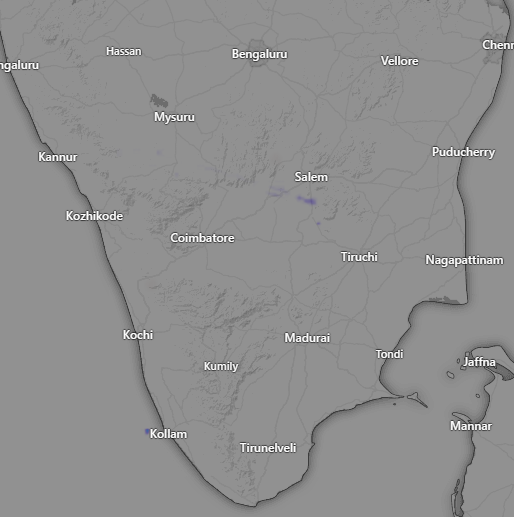 Hassan
Bengaluru
Chenn
Vellore
ngaluru
Mysuru
Puducherry
Kannur
Salem
Kozhikode
Coimbatore
Tiruchi
Nagapattinam
Kochi
Madurai
Tondi
Jaffna
Kumily
Mannar
Kollam
Tirunelveli